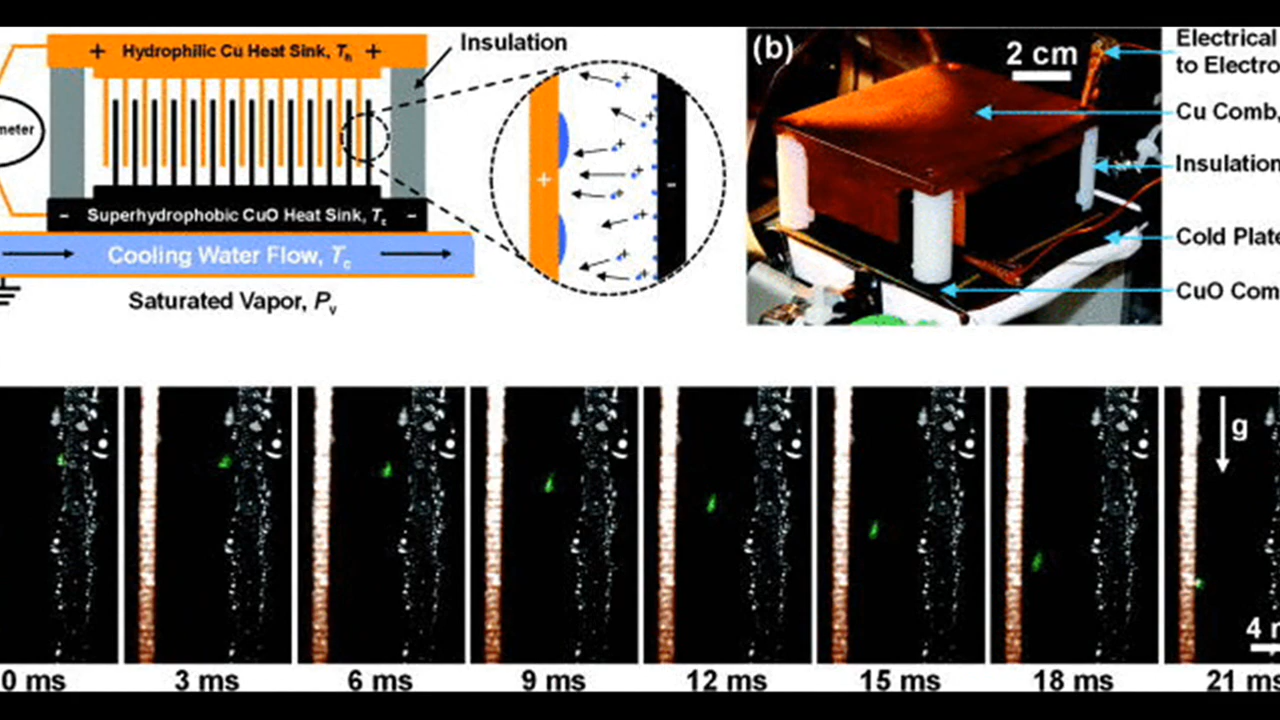 + Hydrophilic Cu Heat Sink, Th +
Insulation
meter
- Superhydrophobic CuO Heat Sink, Tc -
Cooling Water Flow, Tc
Saturated Vapor, Pv
+
-
(b)
2 cm
Electrical
to Electro
Cu Comb,
Insulation
Cold Plate
CuO Com
g
4
0 ms
3 ms
6 ms
9 ms
12 ms
15 ms
18 ms
21 ms